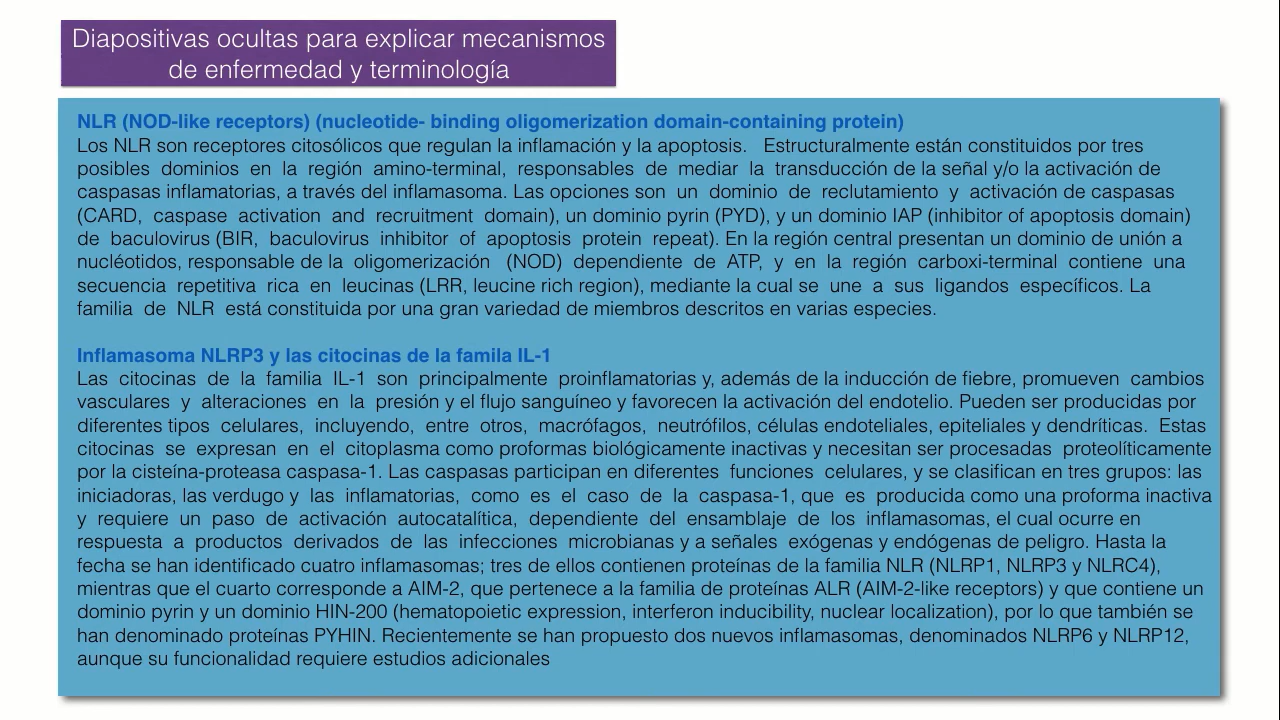 Diapositivas ocultas para explicar mecanismos
de enfermedad y terminología
NLR (NOD-like receptors) (nucleotide- binding oligomerization domain-containing protein)
Los NLR son receptores citosólicos que regulan la inflamación y la apoptosis. Estructuralmente están constituidos por tres
posibles dominios en la región amino-terminal, responsables de mediar la transducción de la señal y/o la activación de
caspasas inflamatorias, a través del inflamasoma. Las opciones son un dominio de reclutamiento y activación de caspasas
(CARD, caspase activation and recruitment domain), un dominio pyrin (PYD), y un dominio IAP (inhibitor of apoptosis domain)
de baculovirus (BIR, baculovirus inhibitor of apoptosis protein repeat). En la región central presentan un dominio de unión a
nucléotidos, responsable de la oligomerización (NOD) dependiente de ATP, y en la región carboxi-terminal contiene una
secuencia repetitiva rica en leucinas (LRR, leucine rich region), mediante la cual se une a sus ligandos específicos. La
familia de NLR está constituida por una gran variedad de miembros descritos en varias especies.
Inflamasoma NLRP3 y las citocinas de la famila IL-1
Las citocinas de la familia IL-1 son principalmente proinflamatorias y, además de la inducción de fiebre, promueven cambios
vasculares y alteraciones en la presión y el flujo sanguíneo y favorecen la activación del endotelio. Pueden ser producidas por
diferentes tipos celulares, incluyendo, entre otros, macrófagos, neutrófilos, células endoteliales, epiteliales y dendríticas. Estas
citocinas se expresan en el citoplasma como proformas biológicamente inactivas y necesitan ser procesadas proteolíticamente
por la cisteína-proteasa caspasa-1. Las caspasas participan en diferentes funciones celulares, y se clasifican en tres grupos: las
iniciadoras, las verdugo y las inflamatorias, como es el caso de la caspasa-1, que es producida como una proforma inactiva
y requiere un paso de activación autocatalítica, dependiente del ensamblaje de los inflamasomas, el cual ocurre en
respuesta a productos derivados de las infecciones microbianas y a señales exógenas y endógenas de peligro. Hasta la
fecha se han identificado cuatro inflamasomas; tres de ellos contienen proteínas de la familia NLR (NLRP1, NLRP3 y NLRC4),
mientras que el cuarto corresponde a AIM-2, que pertenece a la familia de proteínas ALR (AIM-2-like receptors) y que contiene un
dominio pyrin y un dominio HIN-200 (hematopoietic expression, interferon inducibility, nuclear localization), por lo que también se
han denominado proteínas PYHIN. Recientemente se han propuesto dos nuevos inflamasomas, denominados NLRP6 y NLRP12,
aunque su funcionalidad requiere estudios adicionales